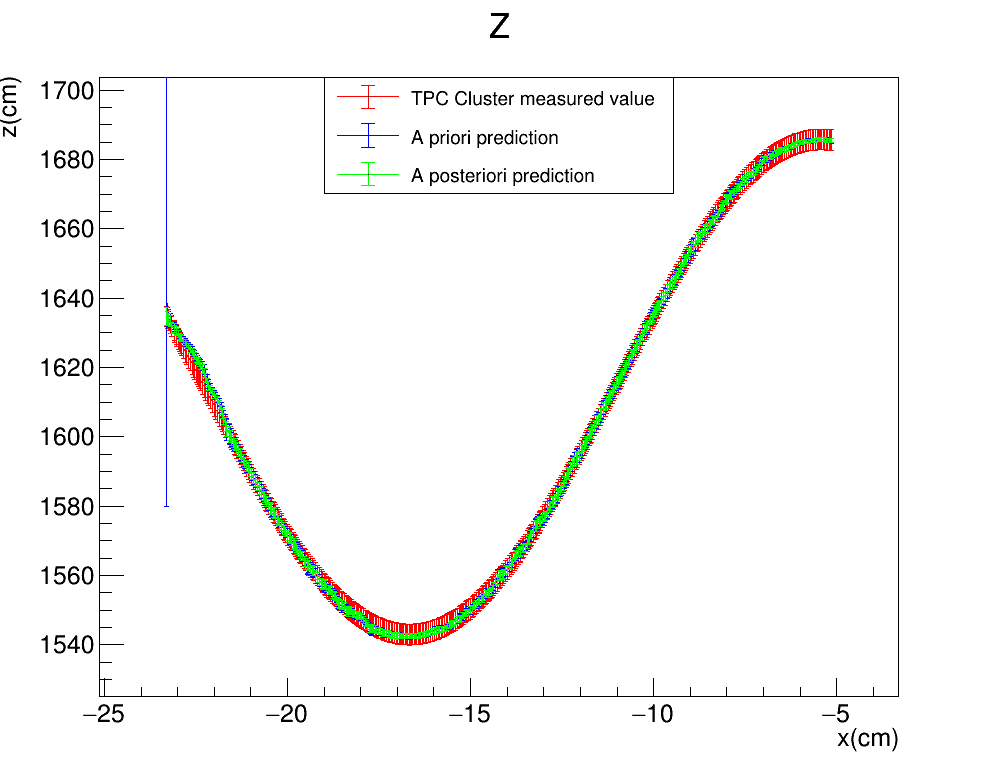 Z
z(cm)
1700
1680
1660
1640
1620
1600
1580
1560
1540
TPC Cluster measured value
A priori prediction
A posteriori prediction
−25 −20 −15 −10 −5
x(cm)